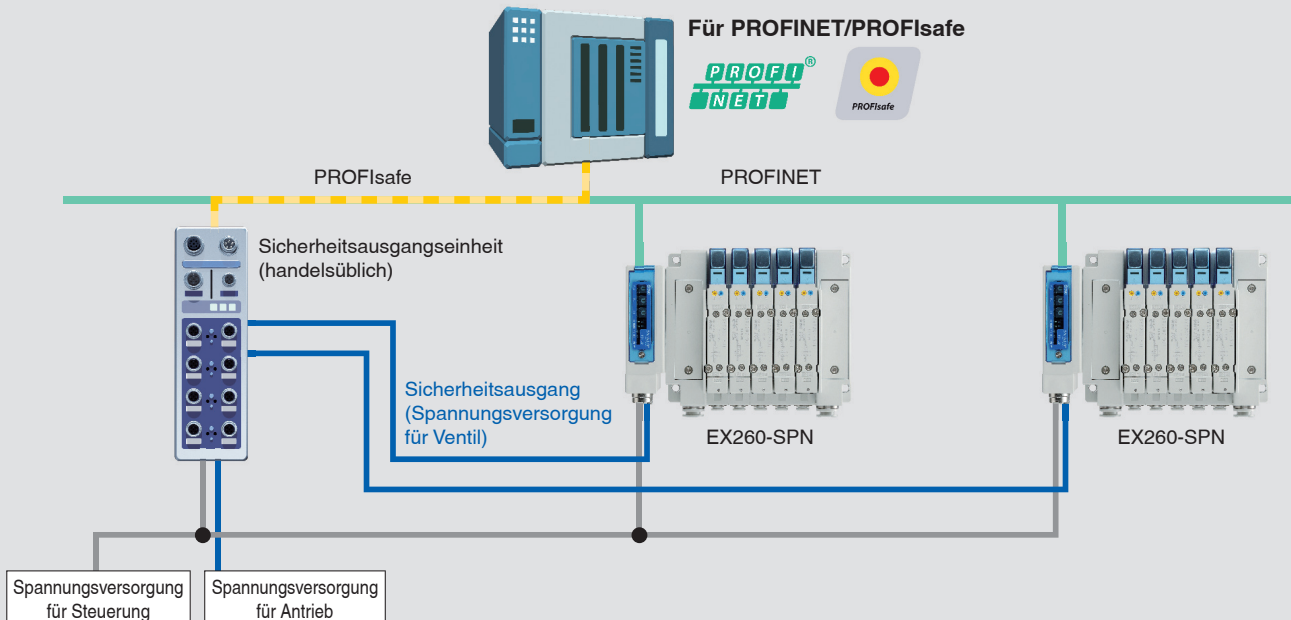 Für PROFINET/PROFIsafe
PROFI®
NET
PROFIsafe
PROFIsafe
PROFINET
Sicherheitsausgangseinheit
(handelsüblich)
Sicherheitsausgang
(Spannungsversorgung
für Ventil)
EX260-SPN
EX260-SPN
Spannungsversorgung
für Steuerung
Spannungsversorgung
für Antrieb